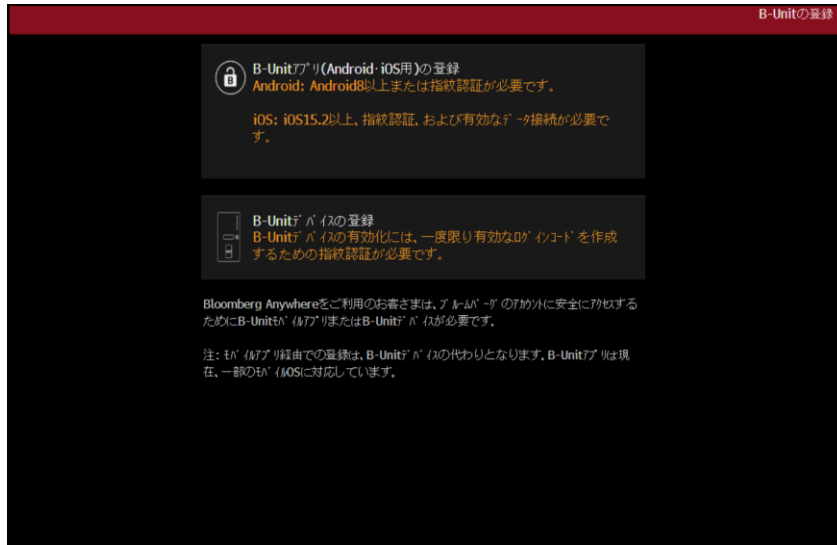 B-Unitの登録
B-Unitｱﾌﾟﾘ(Android･iOS用)の登録
Android: Android8以上または指紋認証が必要です。
iOS: iOS15.2以上、指紋認証、および有効なﾃﾞｰﾀ接続が必要で
す。
B-Unitﾃﾞﾊﾞｲｽの登録
B-Unitﾃﾞﾊﾞｲｽの有効化には、一度限り有効なﾛｸﾞｲﾝｺｰﾄﾞを作成
するための指紋認証が必要です。
Bloomberg Anywhereをご利用のお客さまは、ﾌﾞﾙｰﾑﾊﾞｰｸﾞのｱｶｳﾝﾄに安全にｱｸｾｽする
ためにB-UnitﾓﾊﾞｲﾙｱﾌﾟﾘまたはB-Unitﾃﾞﾊﾞｲｽが必要です。
注: ﾓﾊﾞｲﾙｱﾌﾟﾘ経由での登録は、B-Unitﾃﾞﾊﾞｲｽの代わりとなります。B-Unitｱﾌﾟﾘは現
在、一部のﾓﾊﾞｲﾙOSに対応しています。